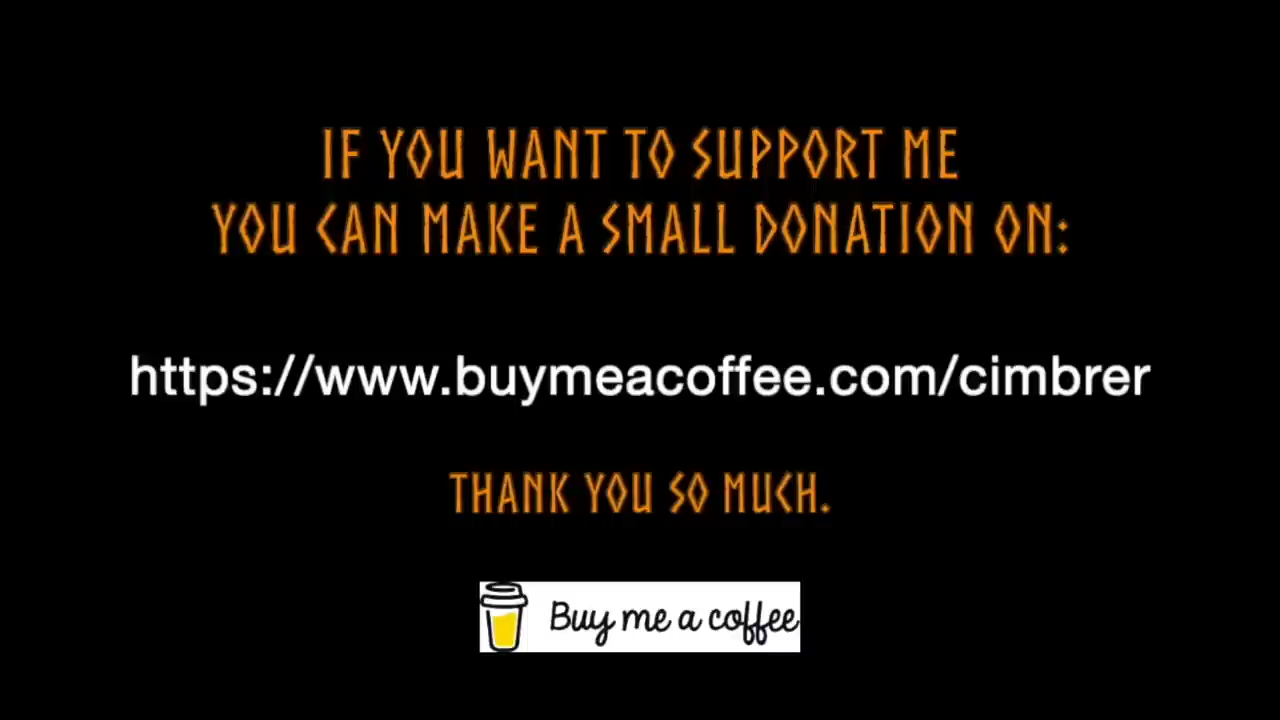 IF YOU WANT TO SUPPORT ME
YOU CAN MAKE A SMALL DONATION ON:
https://www.buymeacoffee.com/cimbrer
THANK YOU SO MUCH.
Buy me a coffee